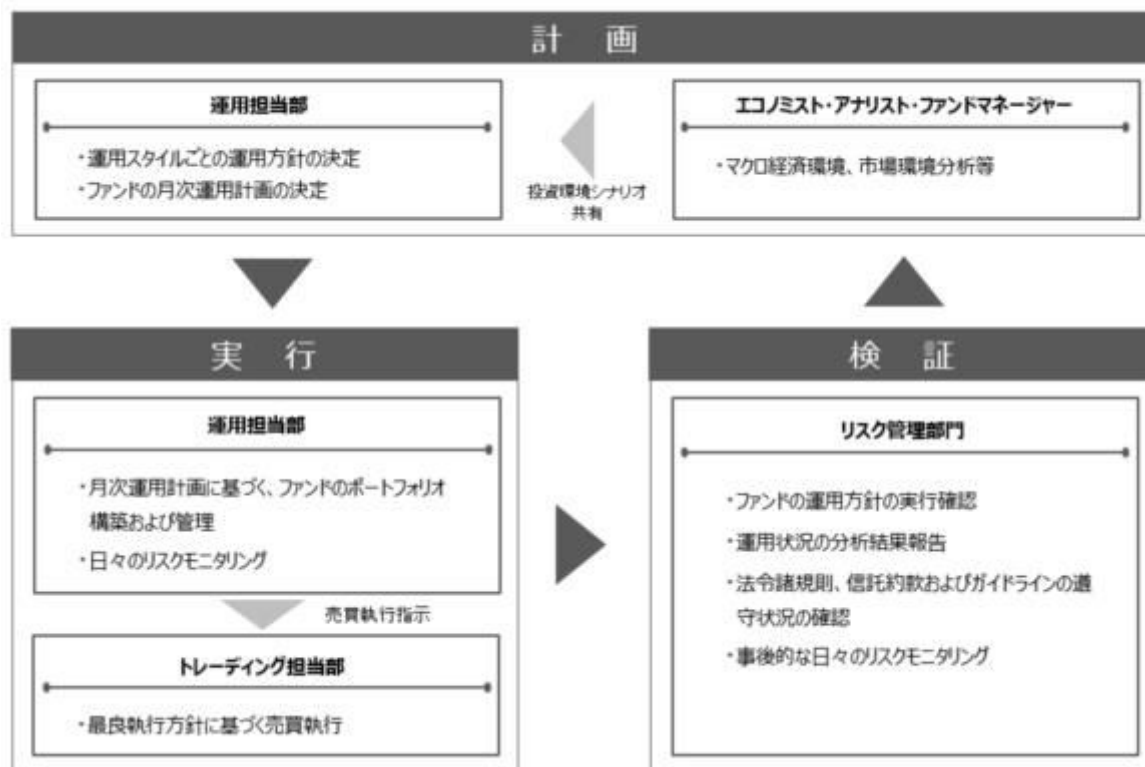 計 画
運用担当部
・運用スタイルごとの運用方針の決定
・ファンドの月次運用計画の決定
投資環境シナリオ
共有
エコノミスト・アナリスト・ファンドマネージャー
・マクロ経済環境、市場環境分析等
実 行
運用担当部
・月次運用計画に基づく、ファンドのポートフォリオ
構築および管理
・日々のリスクモニタリング
売買執行指示
トレーディング担当部
・最良執行方針に基づく売買執行
検 証
リスク管理部門
・ファンドの運用方針の実行確認
・運用状況の分析結果報告
・法令諸規則、信託約款およびガイドラインの遵
守状況の確認
・事後的な日々のリスクモニタリング